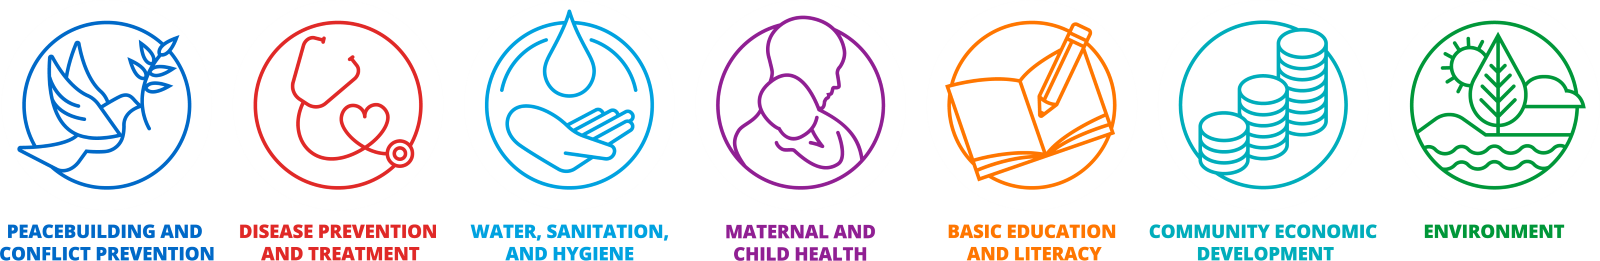 PEACEBUILDING AND
CONFLICT PREVENTION
DISEASE PREVENTION
AND TREATMENT
WATER, SANITATION,
AND HYGIENE
MATERNAL AND
CHILD HEALTH
BASIC EDUCATION
AND LITERACY
COMMUNITY ECONOMIC
DEVELOPMENT
ENVIRONMENT